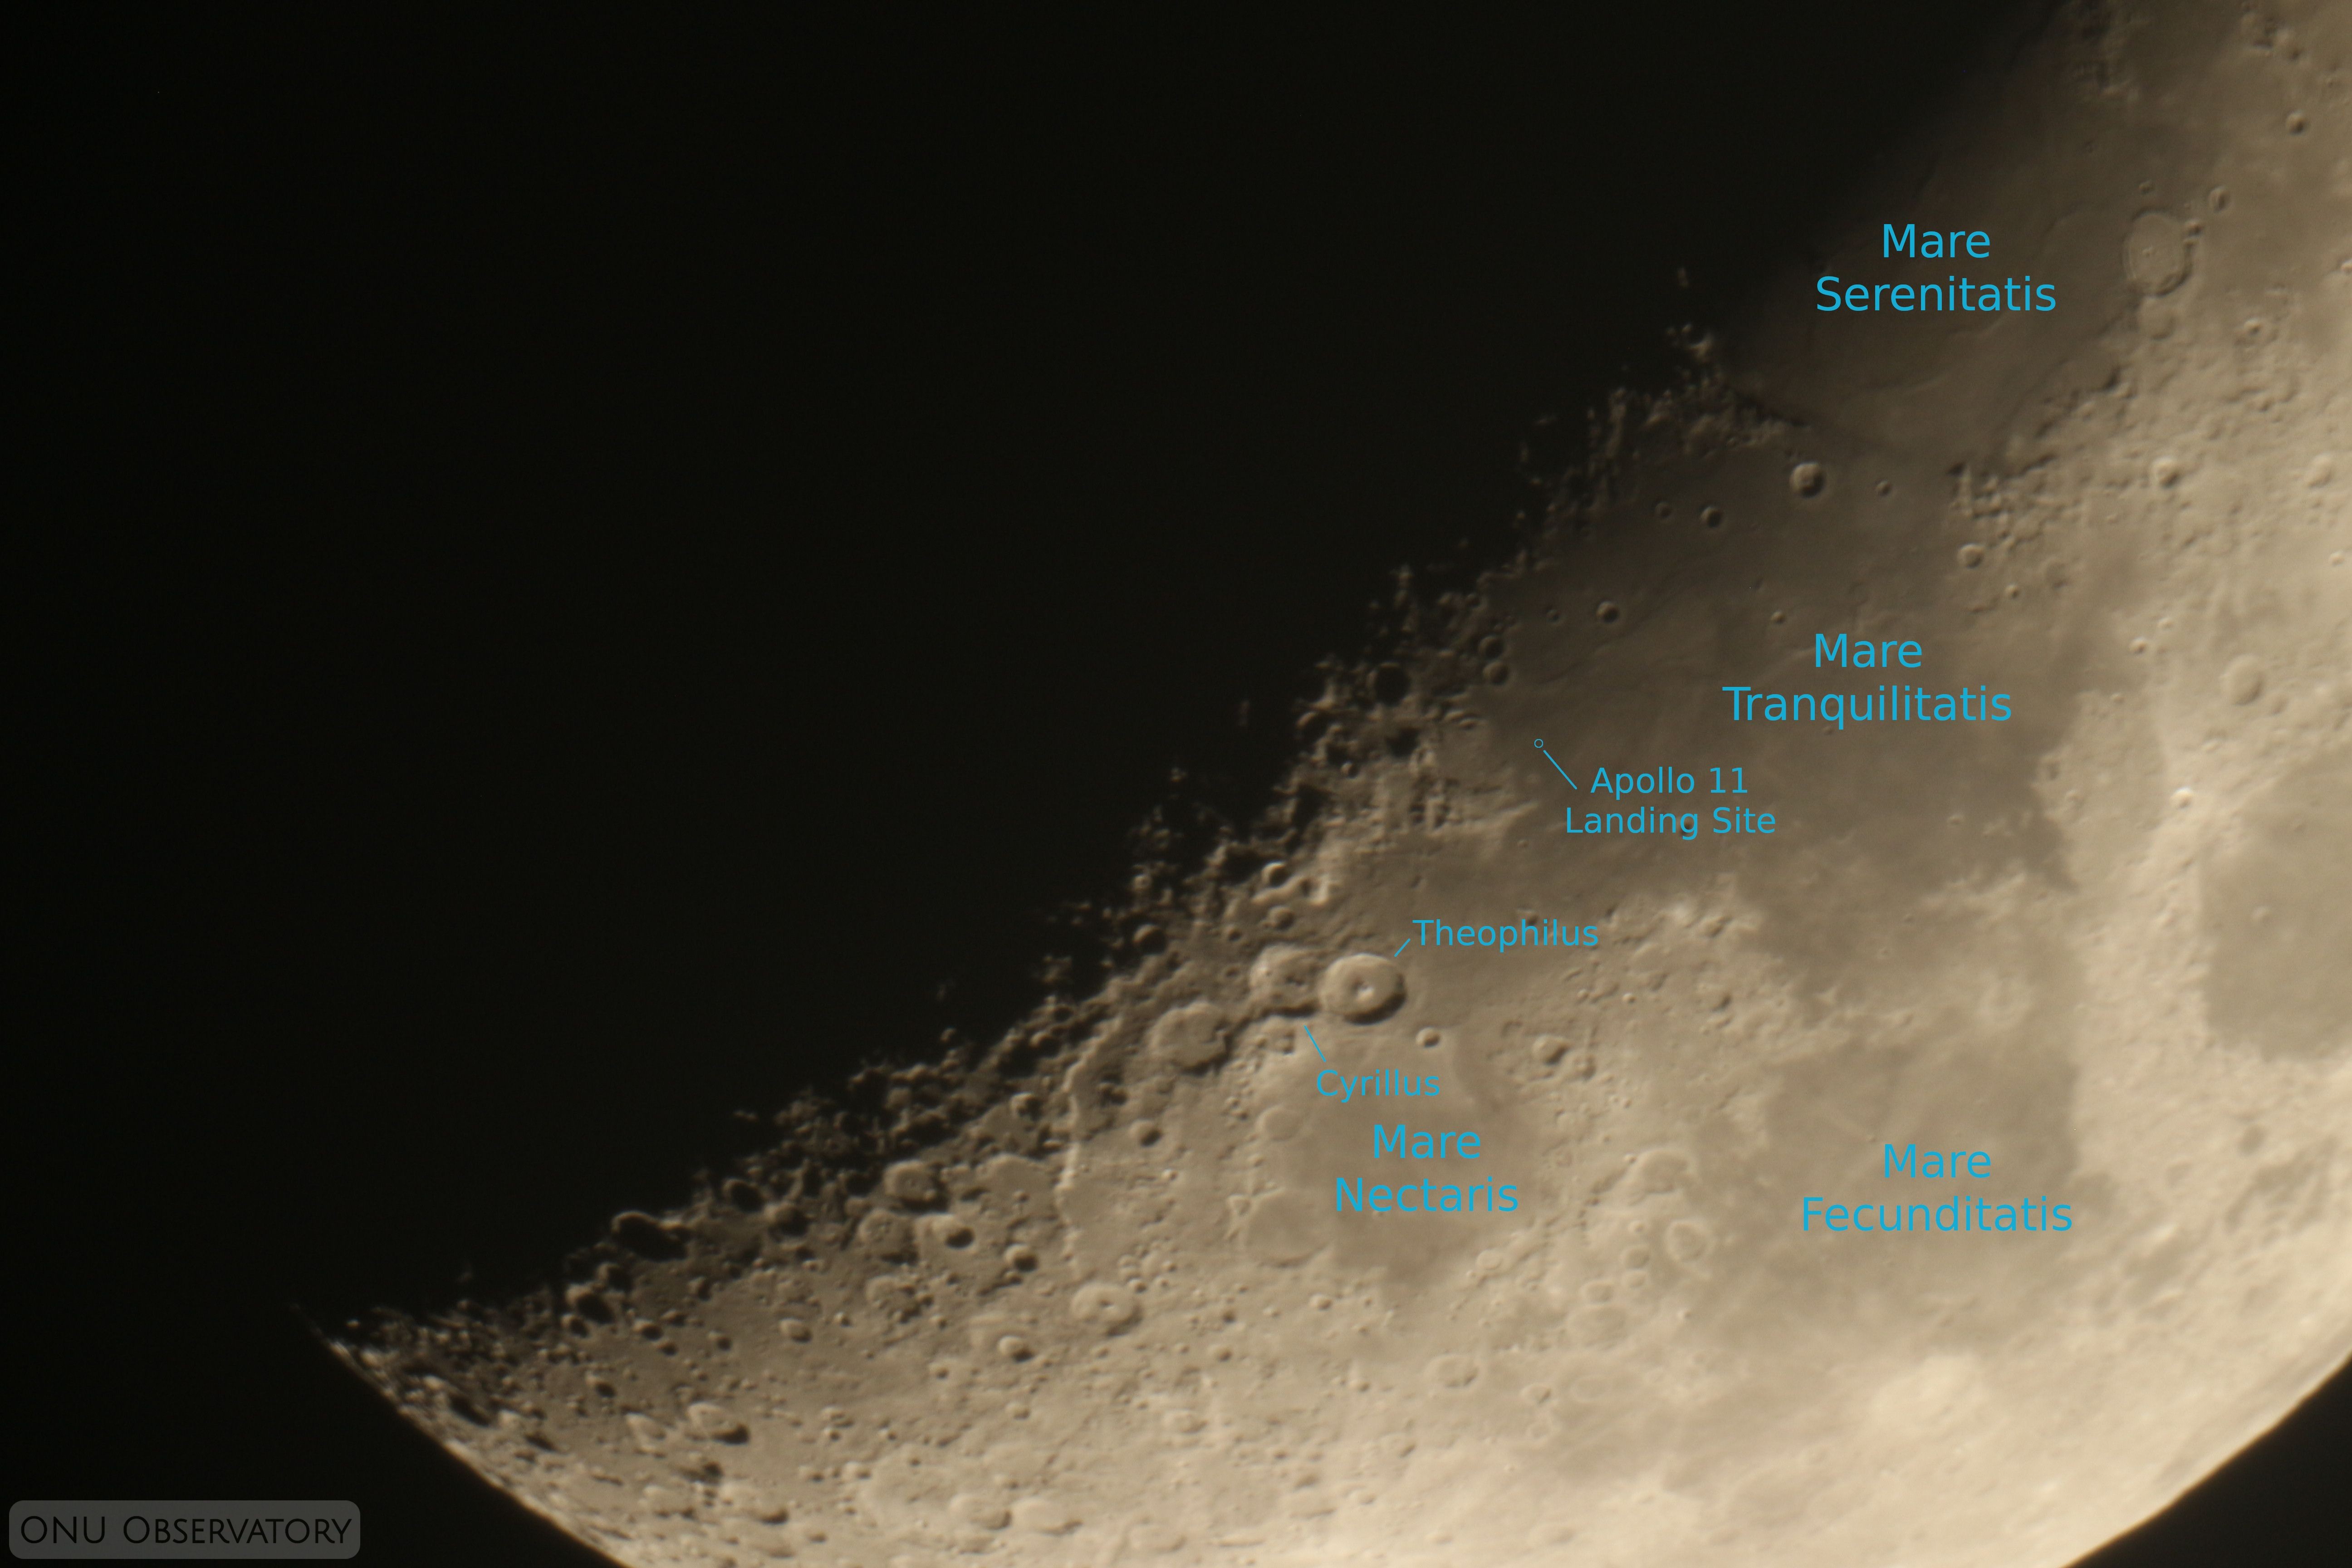 Mare
Serenitatis
Mare
Tranquilitatis
Apollo 11
Landing Site
Theophilus
Cyrillus
Mare
Nectaris
Mare
Fecunditatis
ONU OBSERVATORY